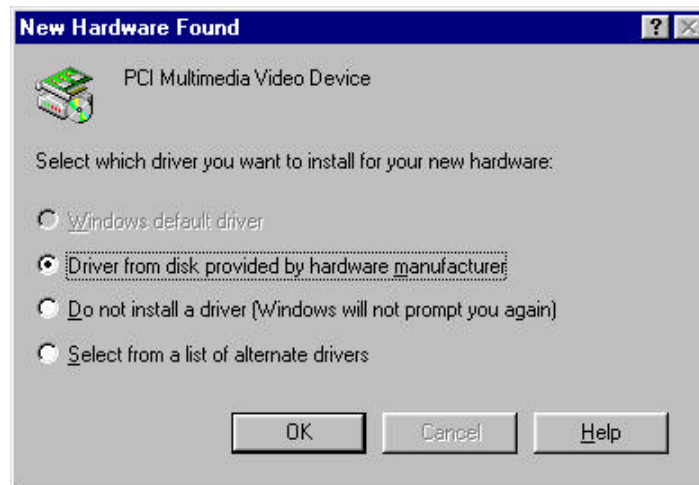 New Hardware Found
PCI Multimedia Video Device
Select which driver you want to install for your new hardware:
Windows default driver
Driver from disk provided by hardware manufacturer
Do not install a driver (Windows will not prompt you again)
Select from a list of alternate drivers
OK Cancel Help